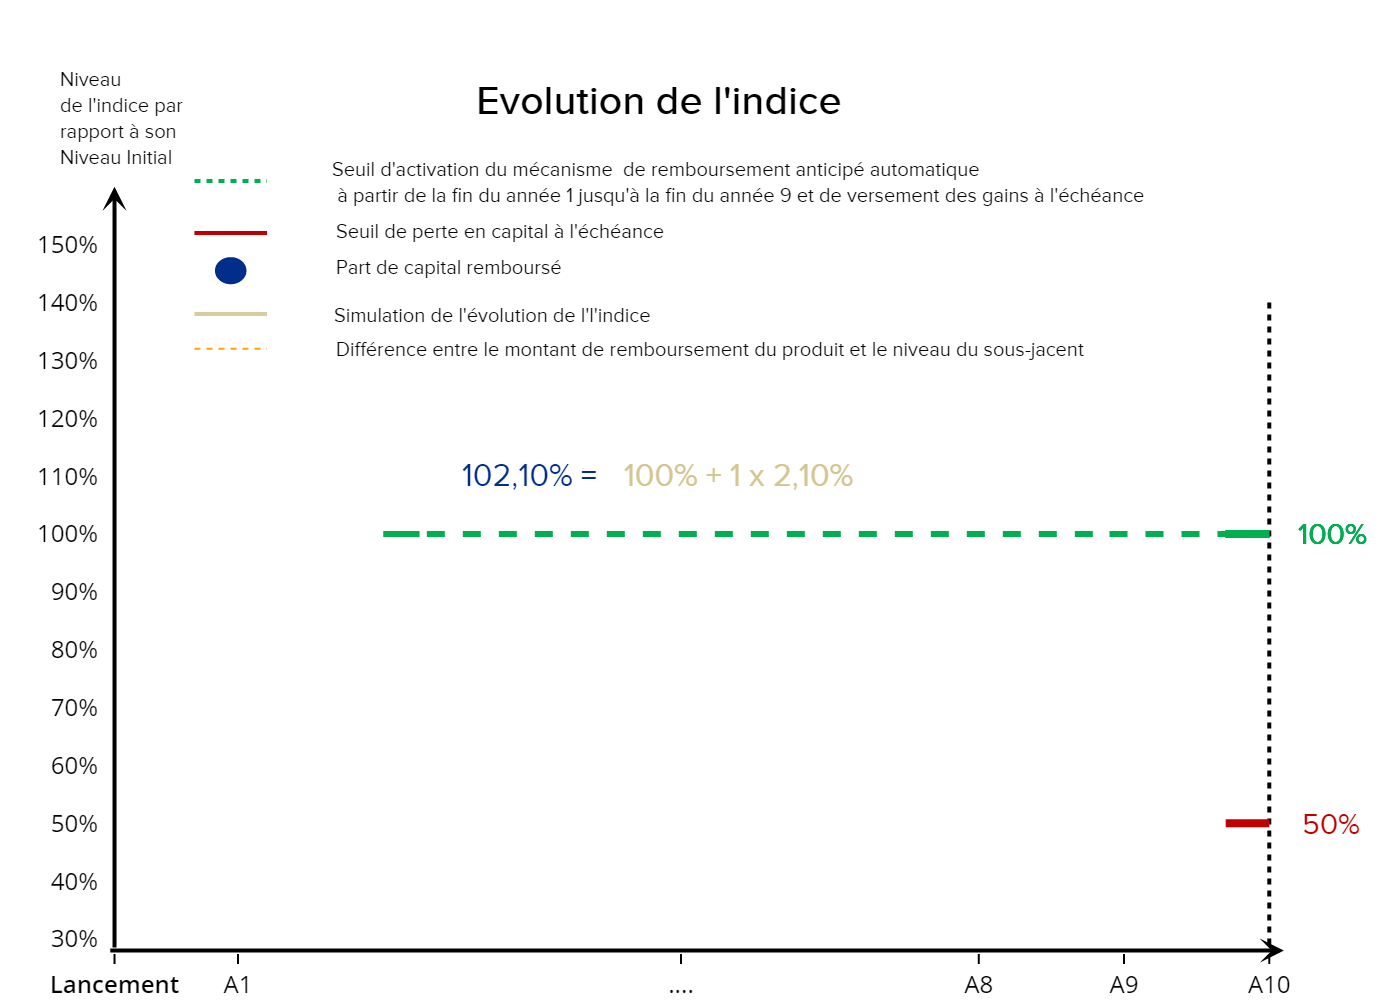 Niveau
de l'indice par
rapport à son
Niveau Initial
Evolution de l'indice
Seuil d'activation du mécanisme  de remboursement anticipé automatique
à partir de la fin du année 1 jusqu'à la fin du année 9 et de versement des gains à l'échéance
Seuil de perte en capital à l'échéance
Part de capital remboursé
Simulation de l'évolution de l'l'indice
Différence entre le montant de remboursement du produit et le niveau du sous-jacent
150%
140%
130%
120%
110%
102,10% = 100% + 1 x 2,10%
100%
100%
90%
80%
70%
60%
50%
50%
40%
30%
Lancement A1 .... A8 A9 A10